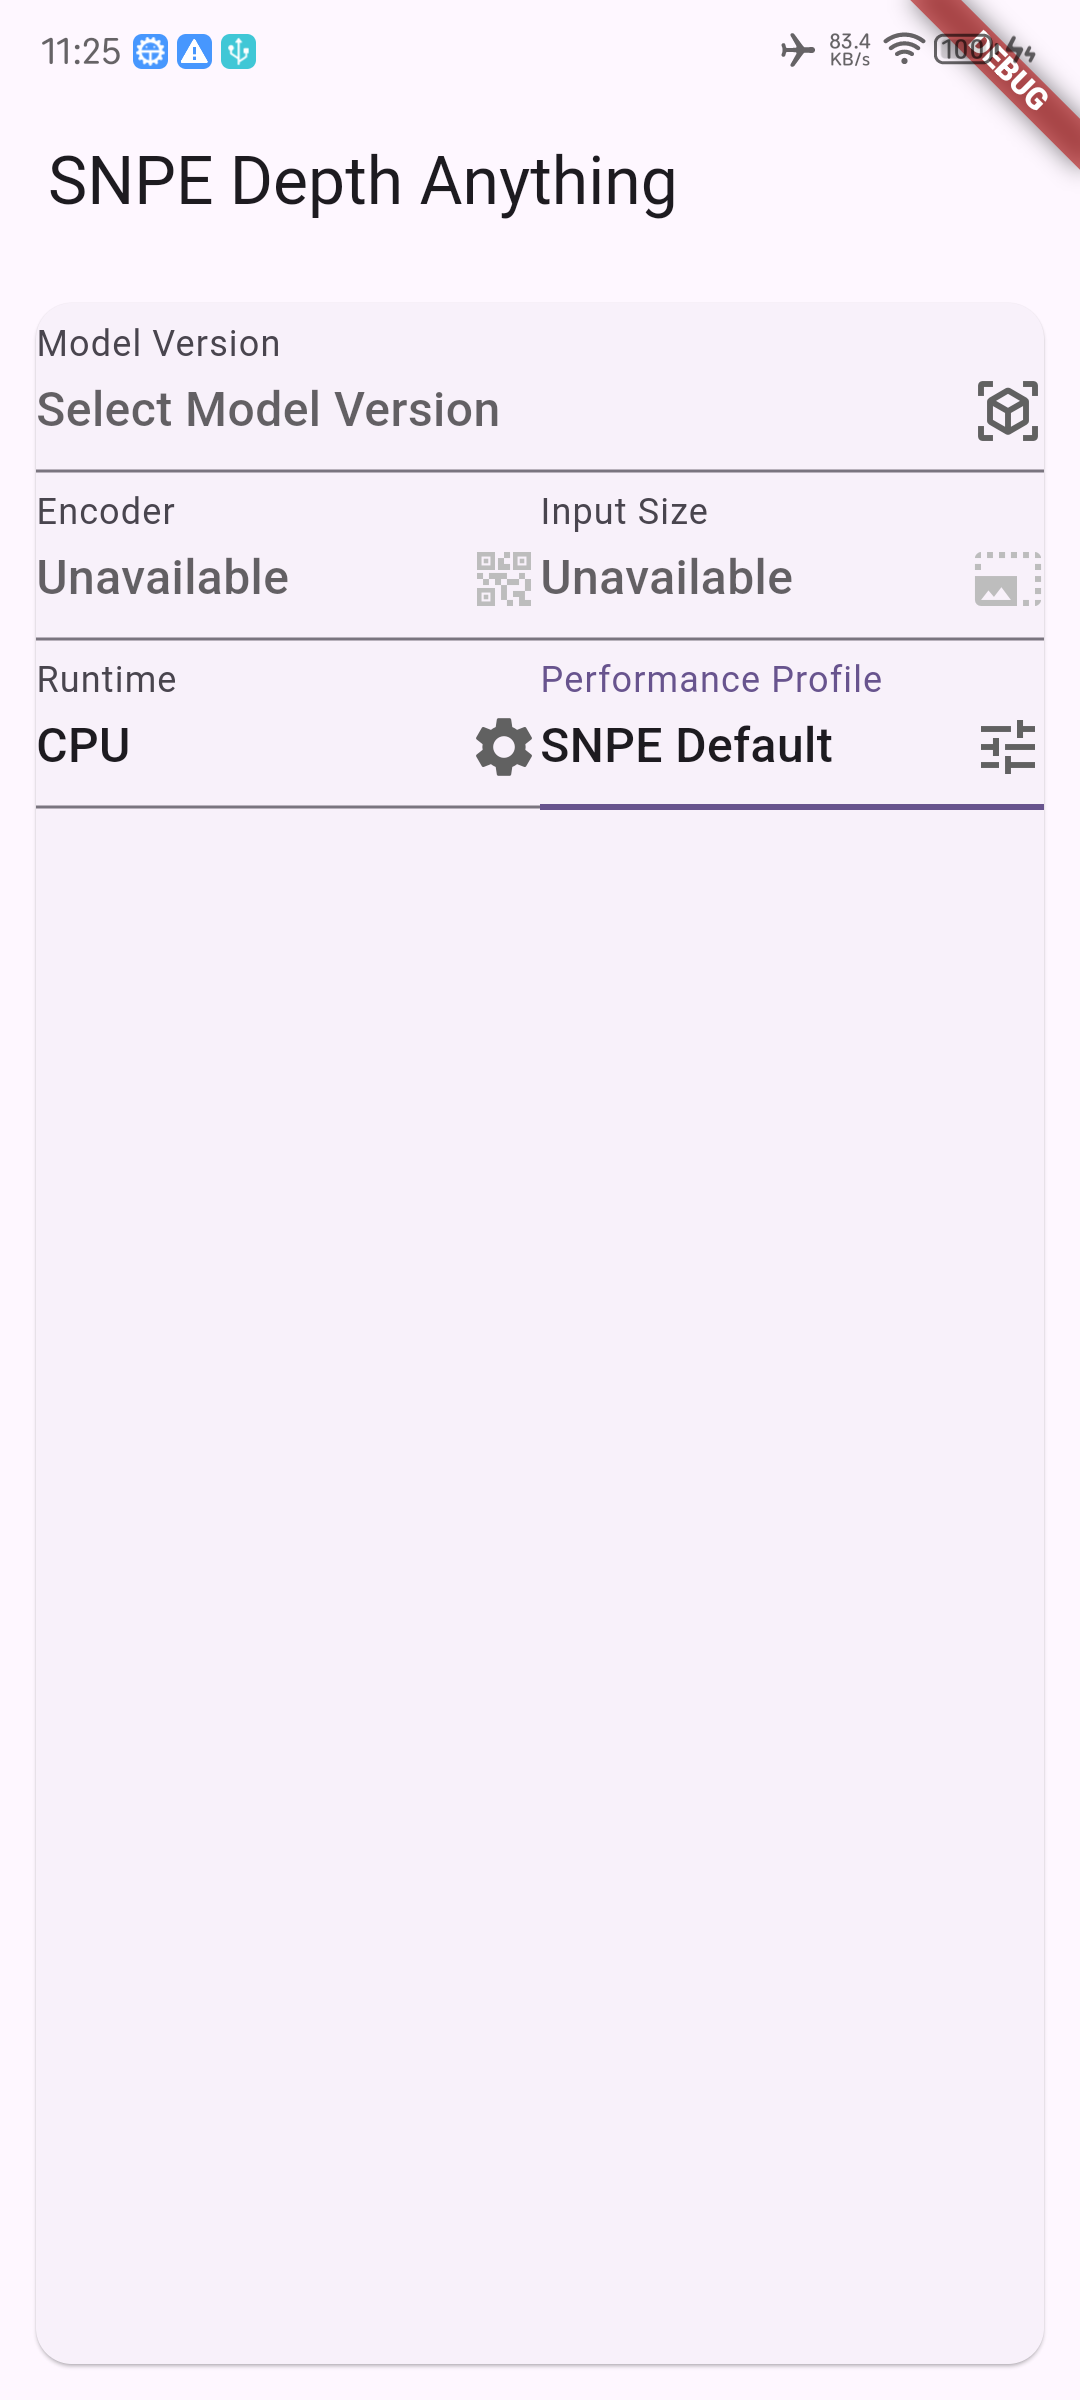 11:25
83.4
KB/s
100
DEBUG
SNPE Depth Anything
Model Version
Select Model Version
Encoder
Input Size
Unavailable
Unavailable
Runtime
Performance Profile
CPU
SNPE Default